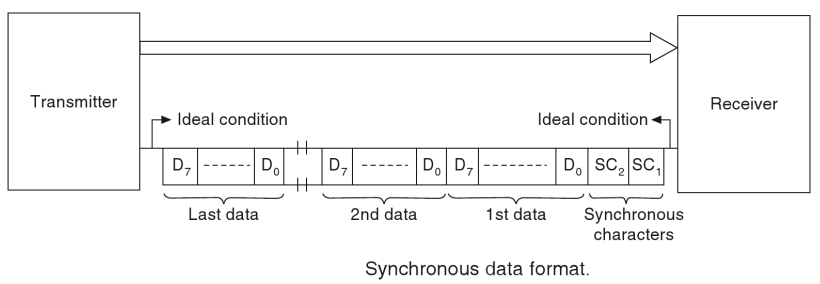 Transmitter
Receiver
Ideal condition
Ideal condition
D7 D0 D7 D0 D7 D0 SC2 SC1
Last data
2nd data
1st data
Synchronous
characters
Synchronous data format.